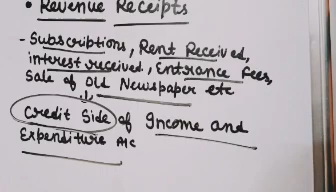 • Revenue Receipts
- Subscriptions, Rent Received,
interest received, Entrance Fees,
Sale of Old Newspaper etc
Credit Side of Income and
Expenditure A/c